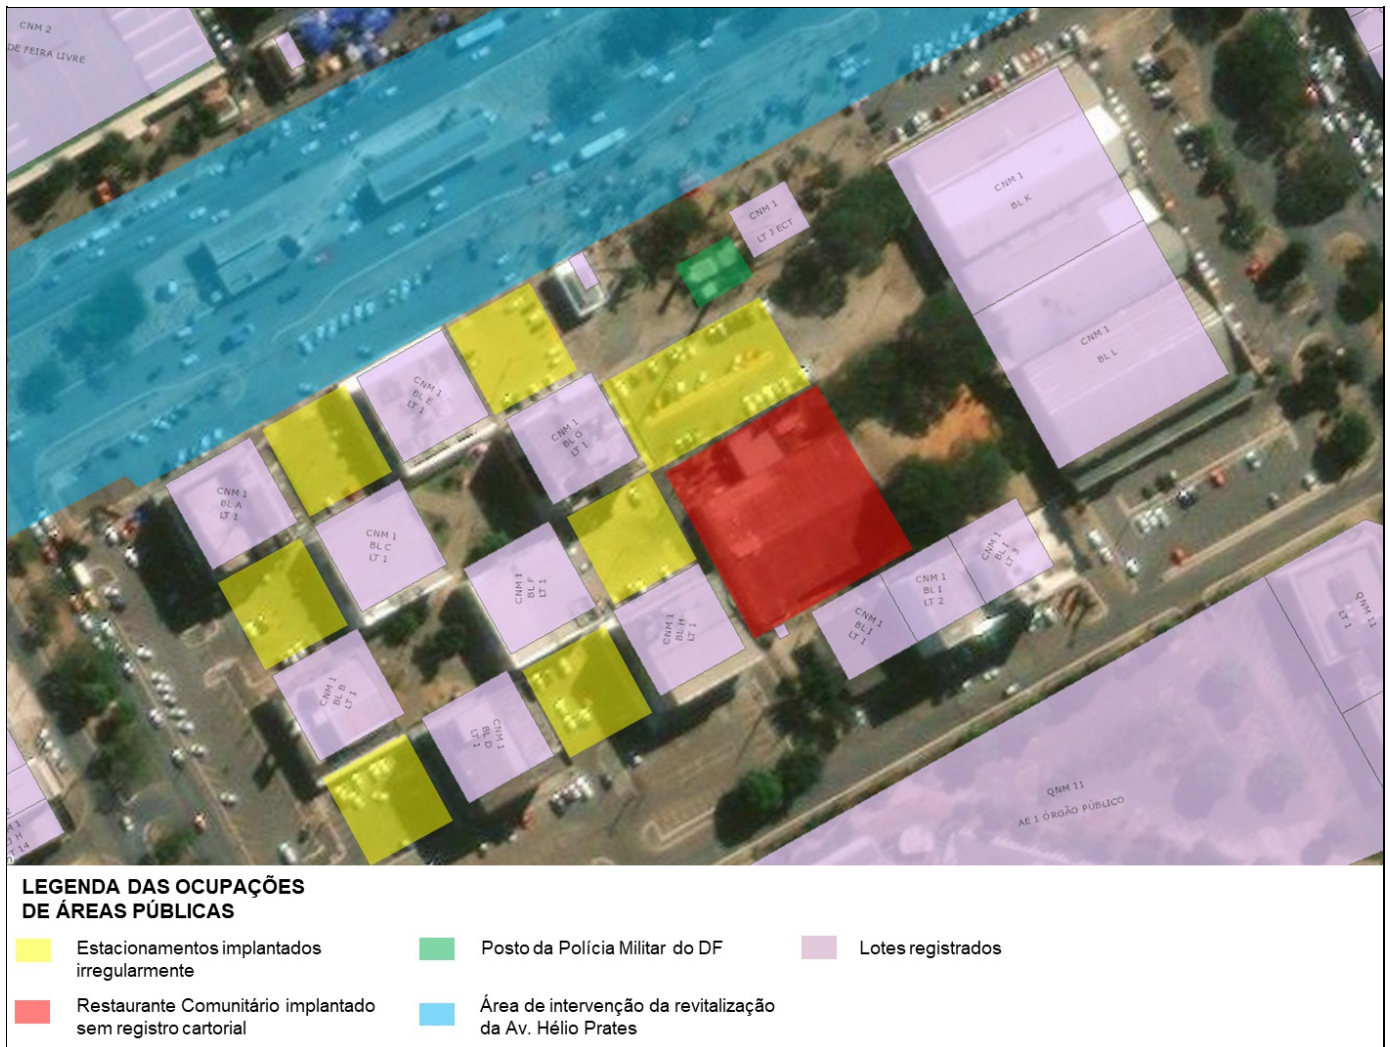 CNM 2
DE FEIRA LIVRE
CNM 1
BL K
CNM 1
LT J ECT
CNM 1
BL L
CNM 1
BL E
LT 1
CNM 1
BL G
LT 1
CNM 1
BL A
LT 1
CNM 1
BL C
LT 1
CNM 1
BL F
LT 1
CNM 1
BL I
LT 3
CNM 1
BL I
LT 2
CNM 1
BL I
LT 1
CNM 1
BL H
LT 1
QNM 11
LT 1
CNM 1
BL B
LT 1
CNM 1
BL D
LT 1
QNM 11
AE 1 ÓRGÃO PÚBLICO
LEGENDA DAS OCUPAÇÕES
DE ÁREAS PÚBLICAS
Estacionamentos implantados
irregularmente
Posto da Polícia Militar do DF
Lotes registrados
Restaurante Comunitário implantado
sem registro cartorial
Área de intervenção da revitalização
da Av. Hélio Prates